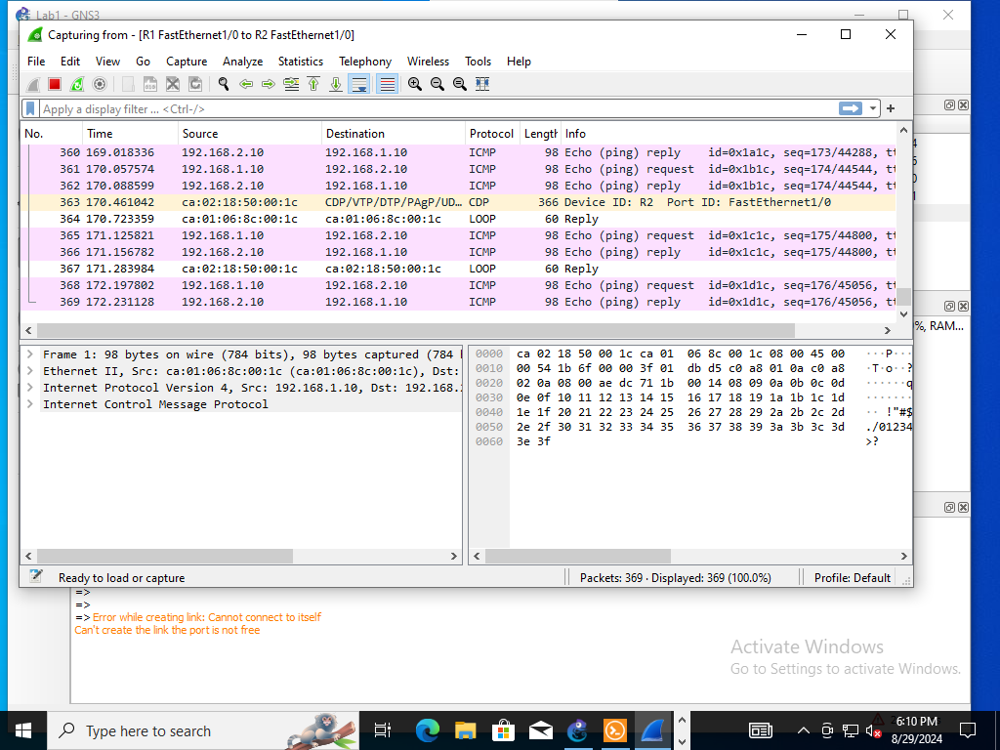 Lab1 - GNS3
Capturing from - [R1 FastEthernet1/0 to R2 FastEthernet1/0]
File Edit View Go Capture Analyze Statistics Telephony Wireless Tools Help
Apply a display filter ... <Ctrl-/>
No. Time Source Destination Protocol Length Info
360 169.018336 192.168.2.10 192.168.1.10 ICMP 98 Echo (ping) reply id=0x1a1c, seq=173/44288, tt
361 170.057574 192.168.1.10 192.168.2.10 ICMP 98 Echo (ping) request id=0x1b1c, seq=174/44544, tt
362 170.088599 192.168.2.10 192.168.1.10 ICMP 98 Echo (ping) reply id=0x1b1c, seq=174/44544, tt
363 170.461042 ca:02:18:50:00:1c CDP/VTP/DTP/PAgP/UD... CDP 366 Device ID: R2 Port ID: FastEthernet1/0
364 170.723359 ca:01:06:8c:00:1c ca:01:06:8c:00:1c LOOP 60 Reply
365 171.125821 192.168.1.10 192.168.2.10 ICMP 98 Echo (ping) request id=0x1c1c, seq=175/44800, tt
366 171.156782 192.168.2.10 192.168.1.10 ICMP 98 Echo (ping) reply id=0x1c1c, seq=175/44800, tt
367 171.283984 ca:02:18:50:00:1c ca:02:18:50:00:1c LOOP 60 Reply
368 172.197802 192.168.1.10 192.168.2.10 ICMP 98 Echo (ping) request id=0x1d1c, seq=176/45056, tt
369 172.231128 192.168.2.10 192.168.1.10 ICMP 98 Echo (ping) reply id=0x1d1c, seq=176/45056, tt
%, RAM...
Frame 1: 98 bytes on wire (784 bits), 98 bytes captured (784 b
Ethernet II, Src: ca:01:06:8c:00:1c (ca:01:06:8c:00:1c), Dst:
Internet Protocol Version 4, Src: 192.168.1.10, Dst: 192.168.2
Internet Control Message Protocol
0000 ca 02 18 50 00 1c ca 01 06 8c 00 1c 08 00 45 00 ···P···
0010 00 54 1b 6f 00 00 3f 01 db d5 c0 a8 01 0a c0 a8 ·T·o··?
0020 02 0a 08 00 ae dc 71 1b 00 14 08 09 0a 0b 0c 0d ······q
0030 0e 0f 10 11 12 13 14 15 16 17 18 19 1a 1b 1c 1d ·······
0040 1e 1f 20 21 22 23 24 25 26 27 28 29 2a 2b 2c 2d ·· !"#$
0050 2e 2f 30 31 32 33 34 35 36 37 38 39 3a 3b 3c 3d ./01234
0060 3e 3f >?
Ready to load or capture Packets: 369 · Displayed: 369 (100.0%) Profile: Default
=>
=>
=> Error while creating link: Cannot connect to itself
Can't create the link the port is not free
Activate Windows
Go to Settings to activate Windows.
Type here to search
6:10 PM
8/29/2024